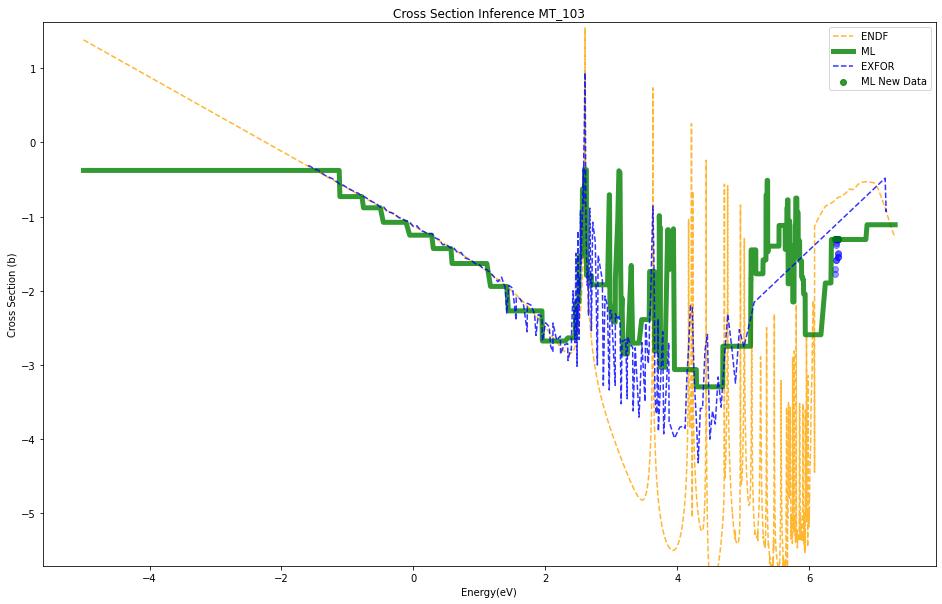 Cross Section Inference MT_103
ENDF
ML
EXFOR
ML New Data
Cross Section (b)
1
0
−1
−2
−3
−4
−5
−4
−2
0
2
4
6
Energy(eV)